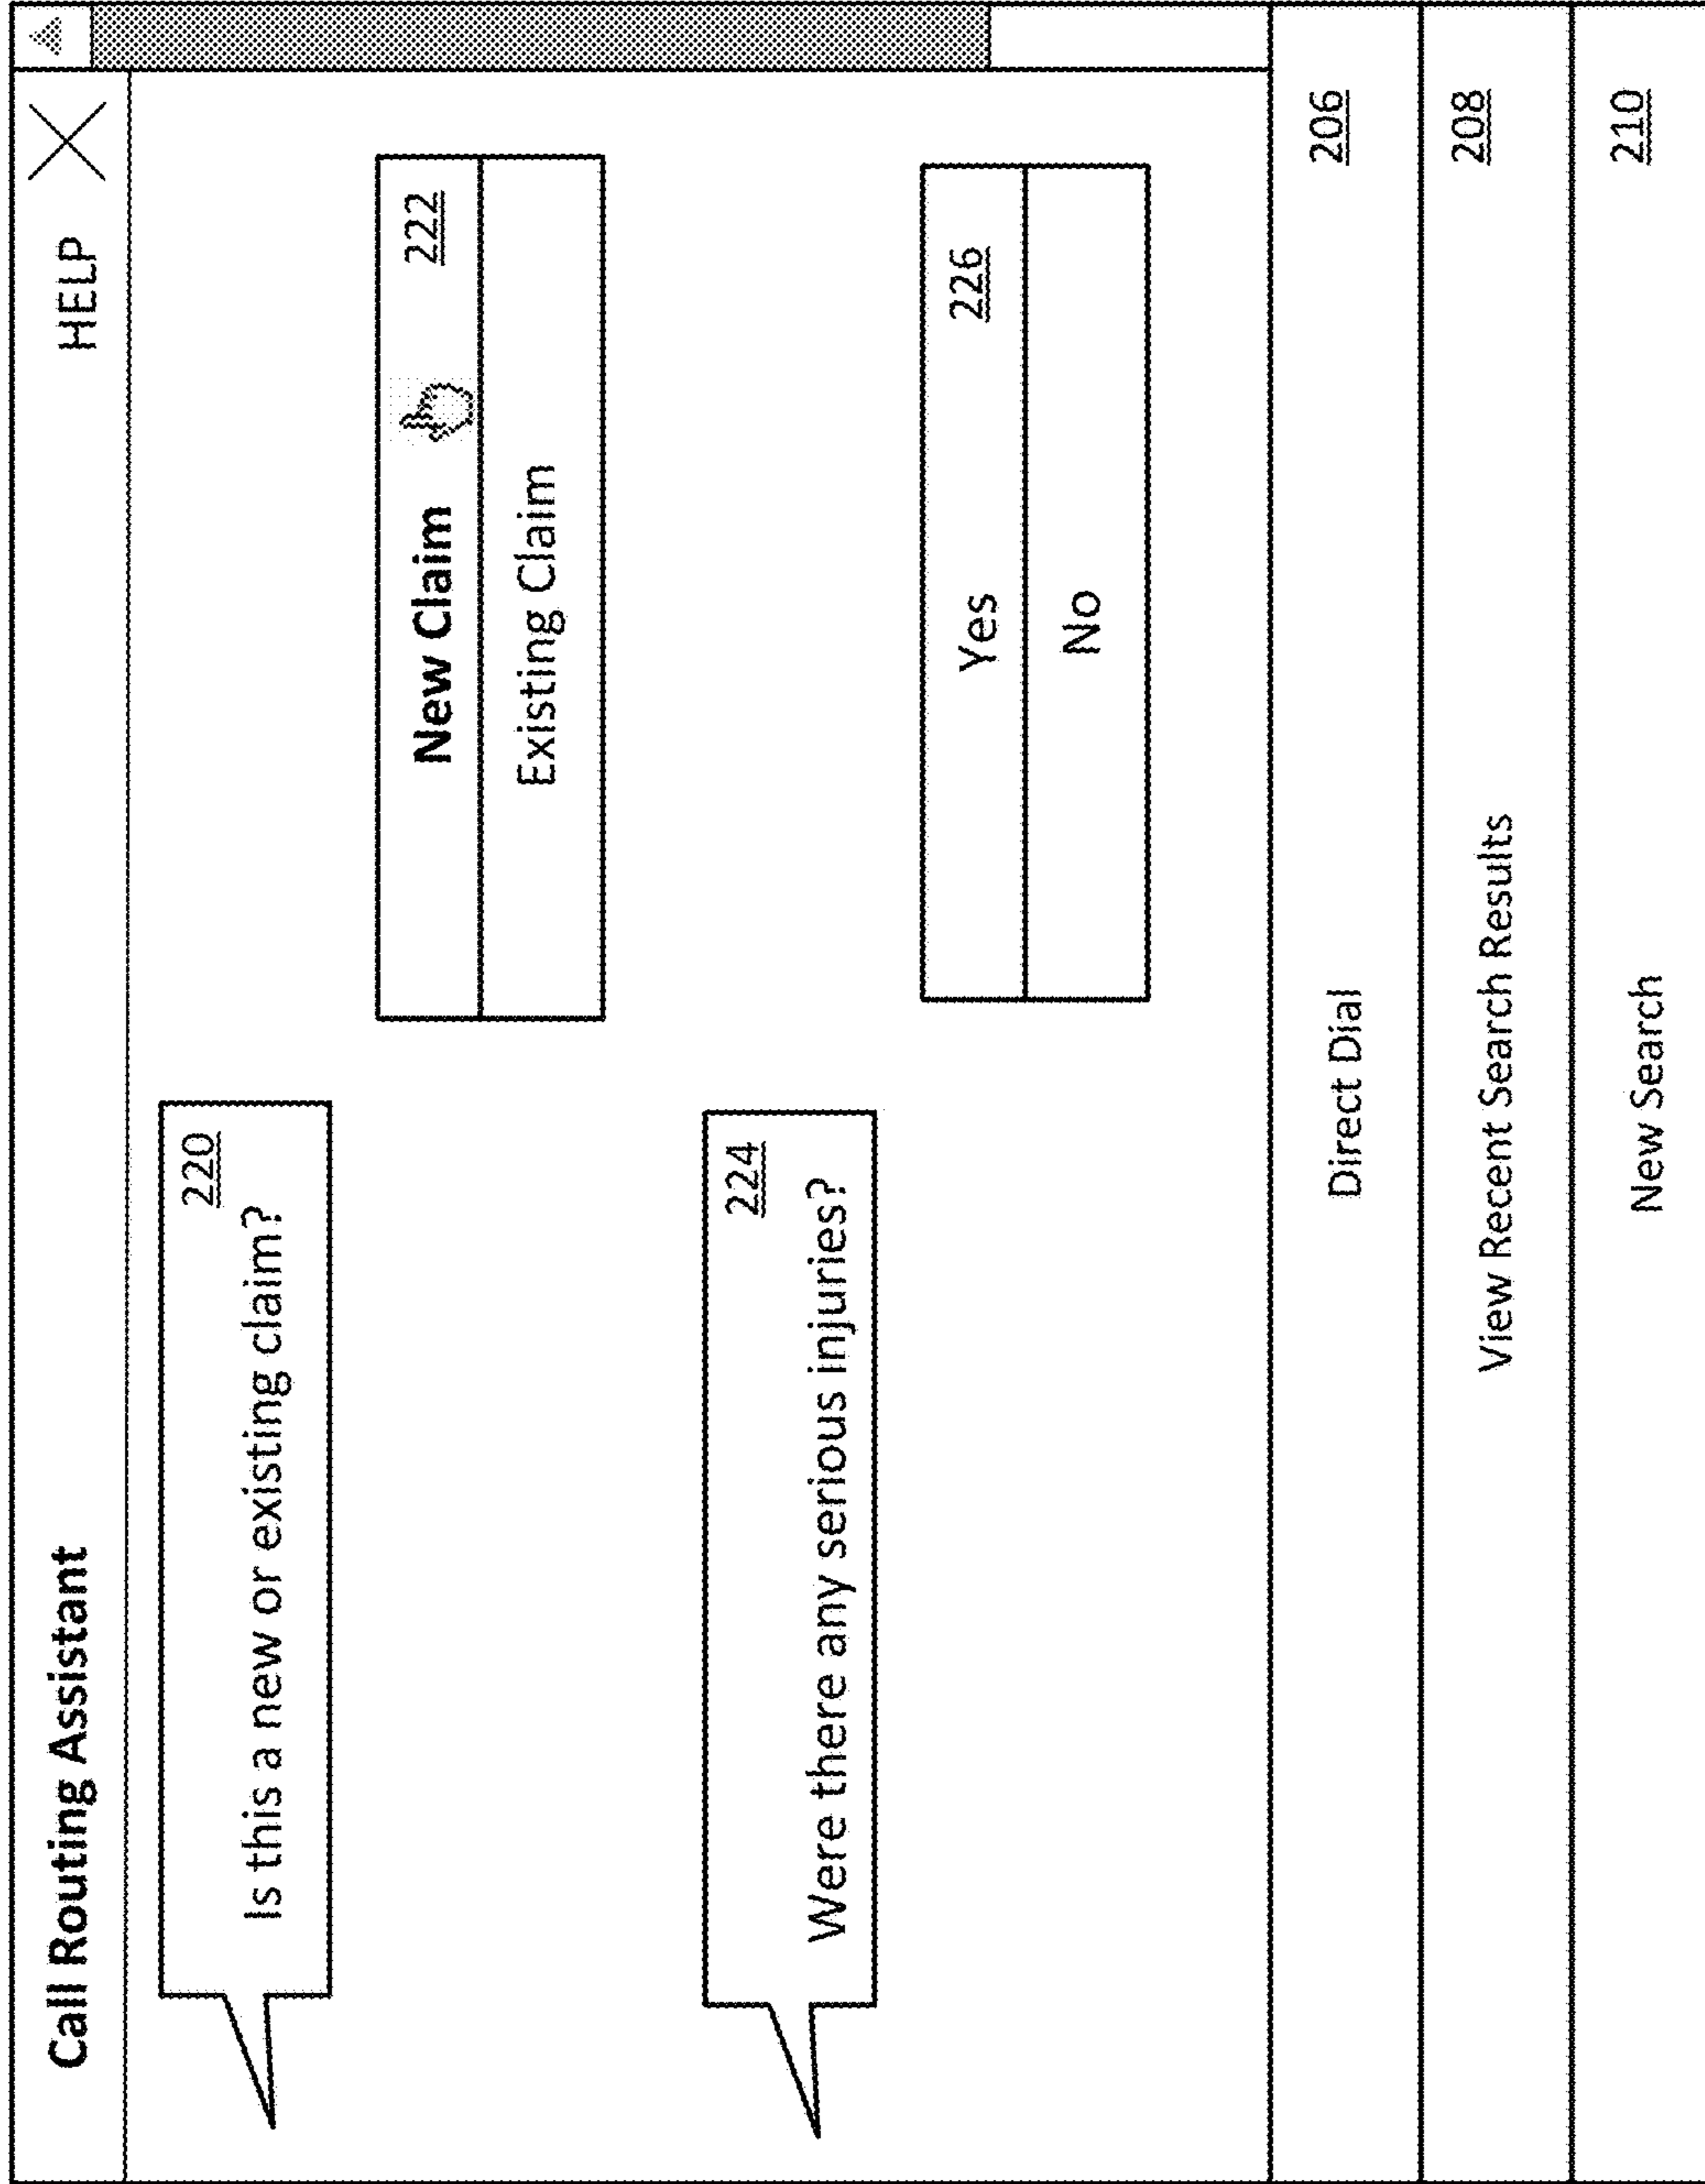 Call Routing Assistant HELP
220
Is this a new or existing claim?
New Claim 222
Existing Claim
224
Were there any serious injuries?
Yes 226
No
Direct Dial 206
View Recent Search Results 208
New Search 210